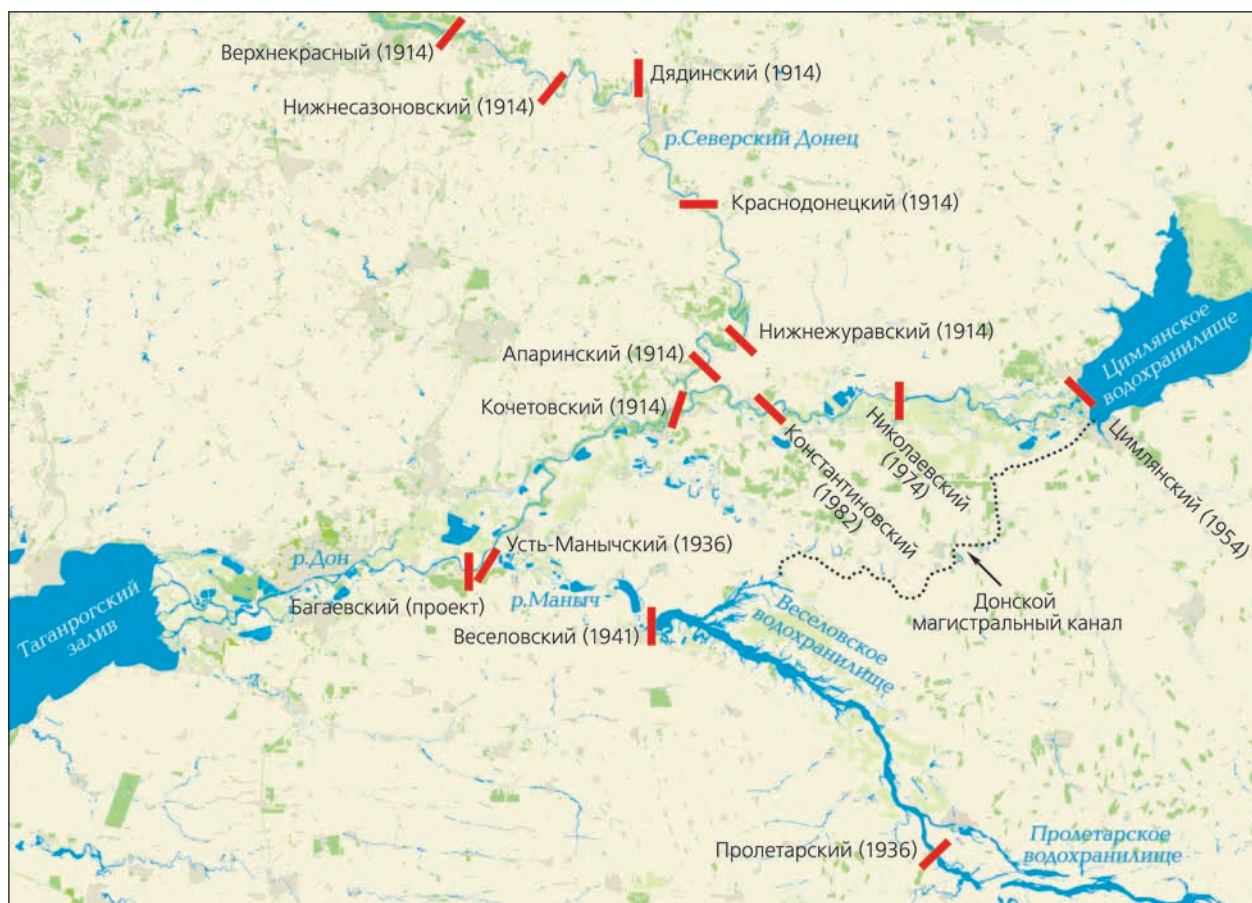 Верхнекрасный (1914)
Дядинский (1914)
Нижнесазоновский (1914)
р.Северский Донец
Краснодонецкий (1914)
Цимлянское
водохранилище
Нижнежуравский (1914)
Апаринский (1914)
Кочетовский (1914)
Николаевский
(1974)
Константиновский
(1982)
Цимлянский (1954)
Усть-Манычский (1936)
р.Дон
Багаевский (проект)
р.Маныч
Донской
магистральный канал
Таганрогский
залив
Веселовский (1941)
Веселовское
водохранилище
Пролетарский (1936)
Пролетарское
водохранилище